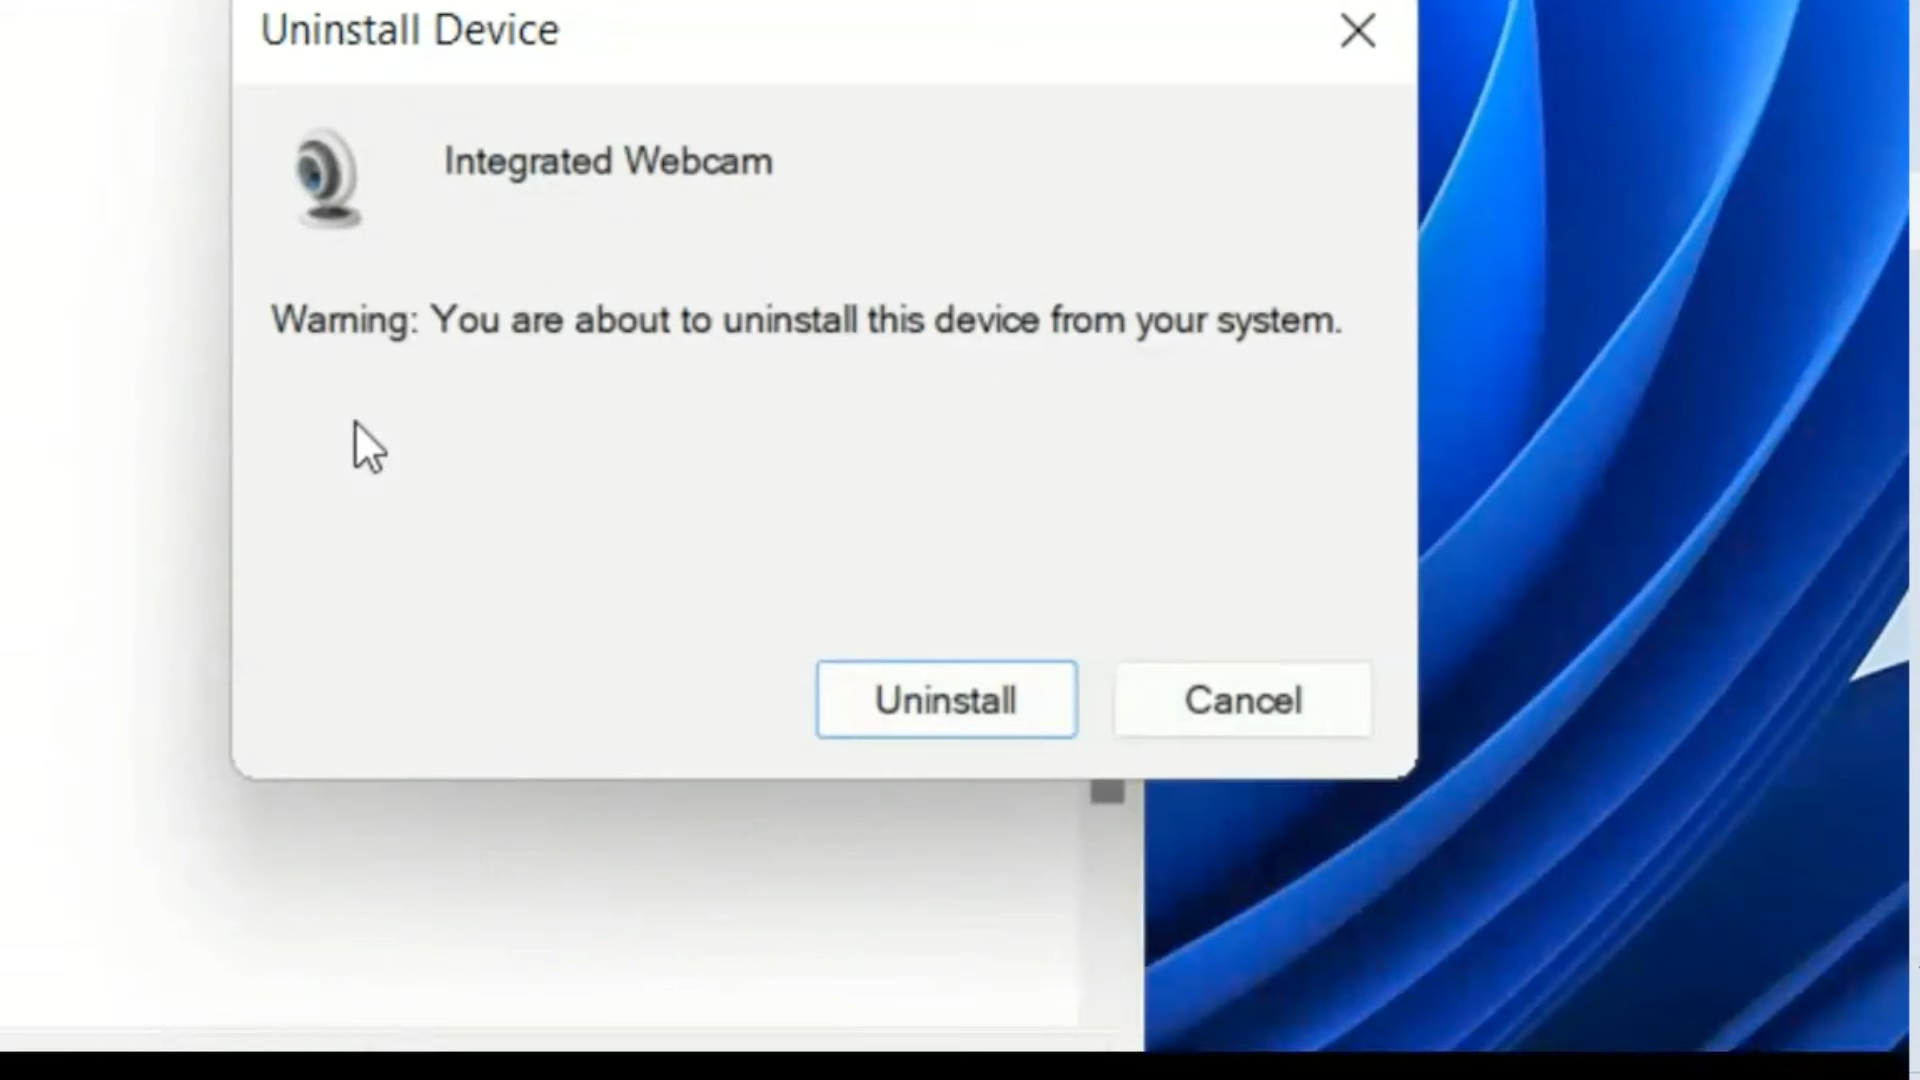 Uninstall Device
Integrated Webcam
Warning: You are about to uninstall this device from your system.
Uninstall
Cancel